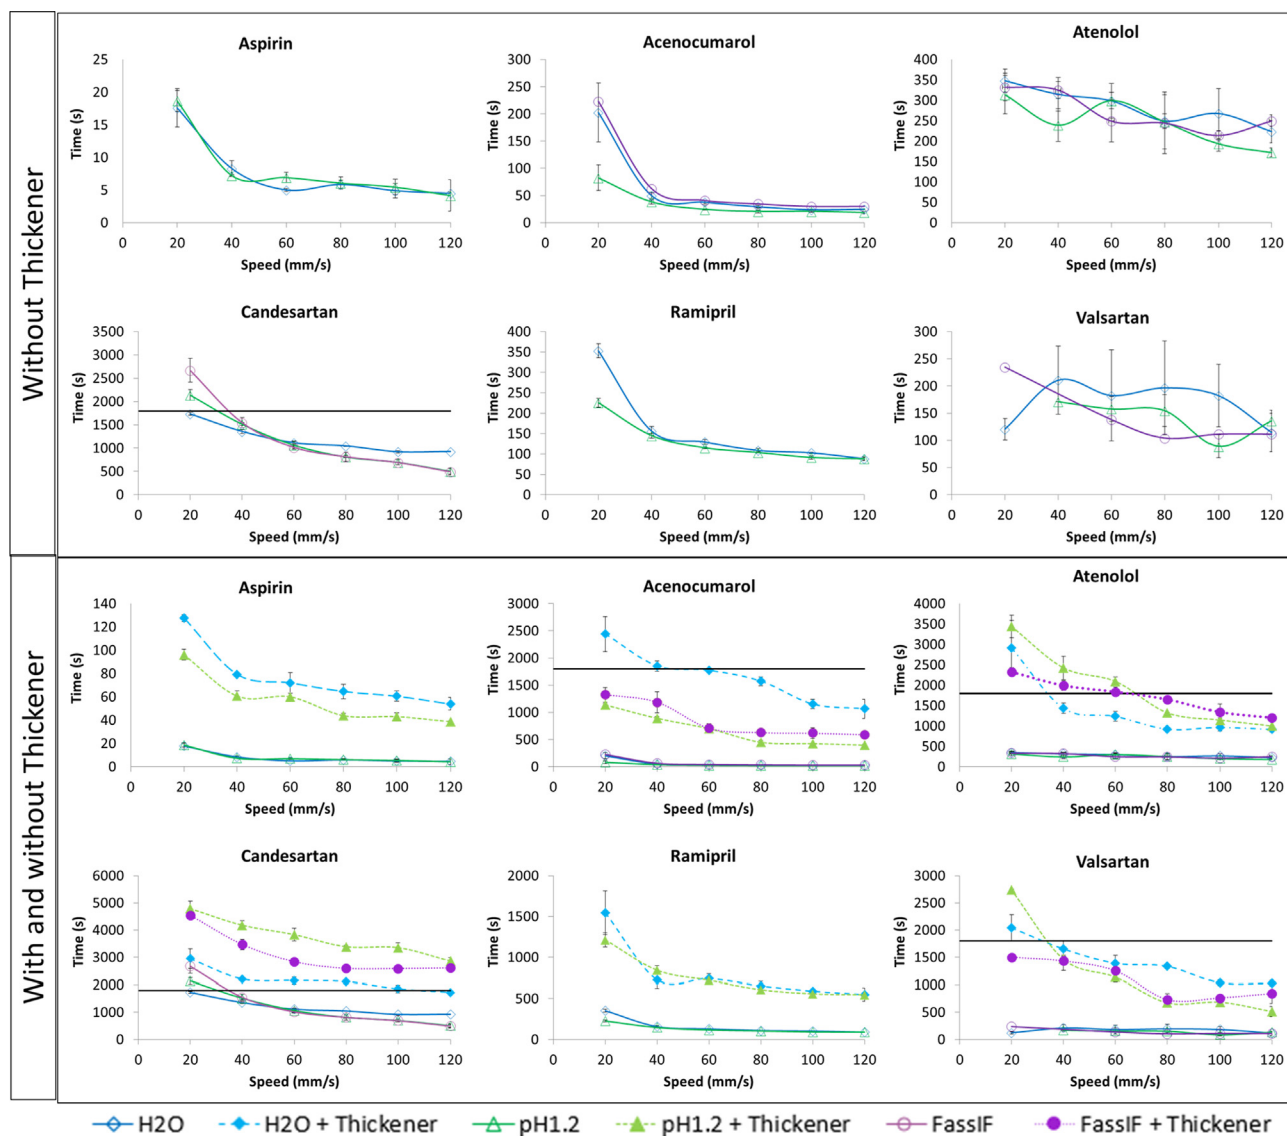 Without Thickener
Aspirin
Time (s)
25
20
15
10
5
0
0 20 40 60 80 100 120
Speed (mm/s)
Acenocumarol
Time (s)
300
250
200
150
100
50
0
0 20 40 60 80 100 120
Speed (mm/s)
Atenolol
Time (s)
400
350
300
250
200
150
100
50
0
0 20 40 60 80 100 120
Speed (mm/s)
Candesartan
Time (s)
3500
3000
2500
2000
1500
1000
500
0
0 20 40 60 80 100 120
Speed (mm/s)
Ramipril
Time (s)
400
350
300
250
200
150
100
50
0
0 20 40 60 80 100 120
Speed (mm/s)
Valsartan
Time (s)
300
250
200
150
100
50
0
0 20 40 60 80 100 120
Speed (mm/s)
With and without Thickener
Aspirin
Time (s)
140
120
100
80
60
40
20
0
0 20 40 60 80 100 120
Speed (mm/s)
Acenocumarol
Time (s)
3000
2500
2000
1500
1000
500
0
0 20 40 60 80 100 120
Speed (mm/s)
Atenolol
Time (s)
4000
3500
3000
2500
2000
1500
1000
500
0
0 20 40 60 80 100 120
Speed (mm/s)
Candesartan
Time (s)
6000
5000
4000
3000
2000
1000
0
0 20 40 60 80 100 120
Speed (mm/s)
Ramipril
Time (s)
2000
1500
1000
500
0
0 20 40 60 80 100 120
Speed (mm/s)
Valsartan
Time (s)
3000
2500
2000
1500
1000
500
0
0 20 40 60 80 100 120
Speed (mm/s)
H2O H2O + Thickener pH1.2 pH1.2 + Thickener FassIF FassIF + Thickener